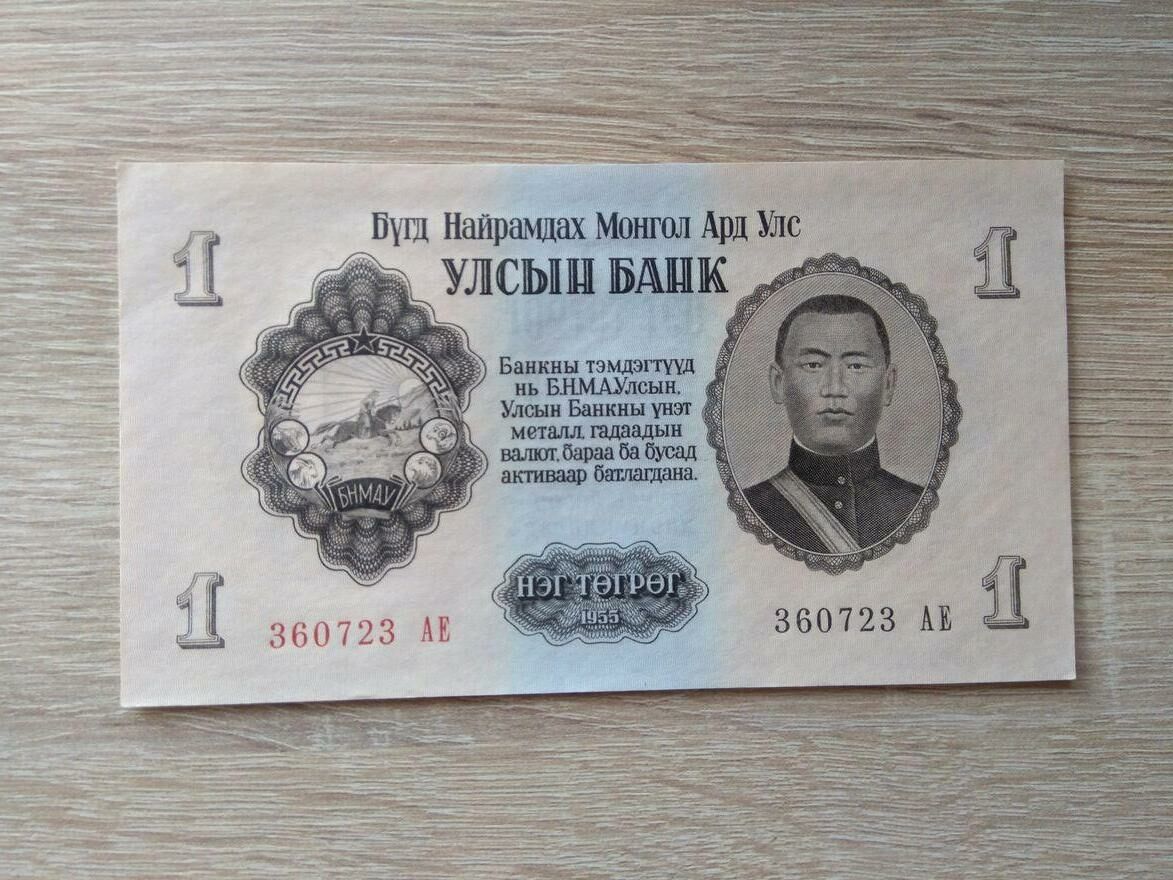 Бүгд Найрамдах Монгол Ард Улс
УЛСЫН БАНК
1
1
Банкны тэмдэгтүүд
нь Б.Н.М.А.Улсын,
Улсын Банкны үнэт
металл, гадаадын
валют, бараа ба бусад
активаар батлагдана.
БНМАУ
НЭГ ТӨГРӨГ
1955
1
360723 АЕ
360723 АЕ
1